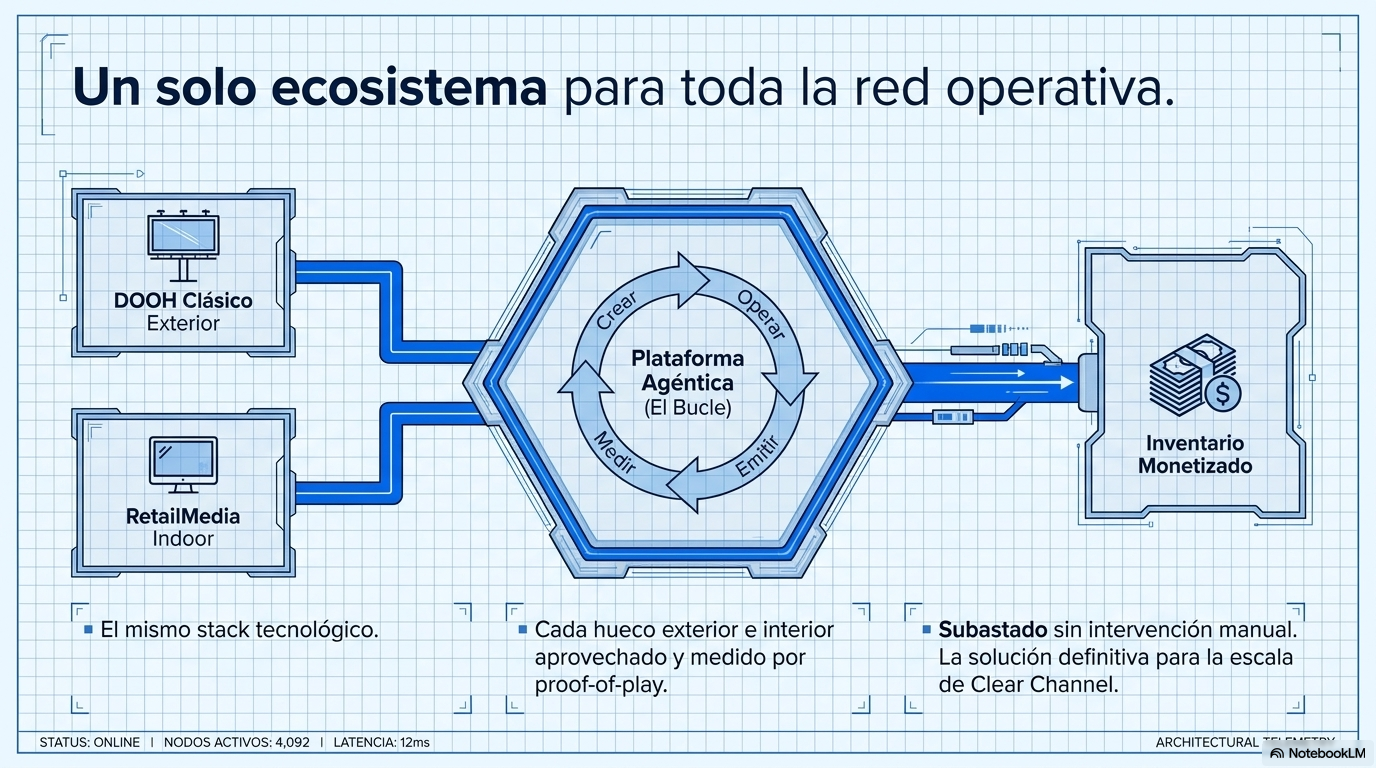 Un solo ecosistema para toda la red operativa.
DOOH Clásico
Exterior
RetailMedia
Indoor
Crear
Operar
Emitir
Medir
Plataforma
Agéntica
(El Bucle)
$
Inventario
Monetizado
El mismo stack tecnológico.
Cada hueco exterior e interior
aprovechado y medido por
proof-of-play.
Subastado sin intervención manual.
La solución definitiva para la escala
de Clear Channel.
STATUS: ONLINE | NODOS ACTIVOS: 4,092 | LATENCIA: 12ms
ARCHITECTURAL TELEMETRY
NotebookLM